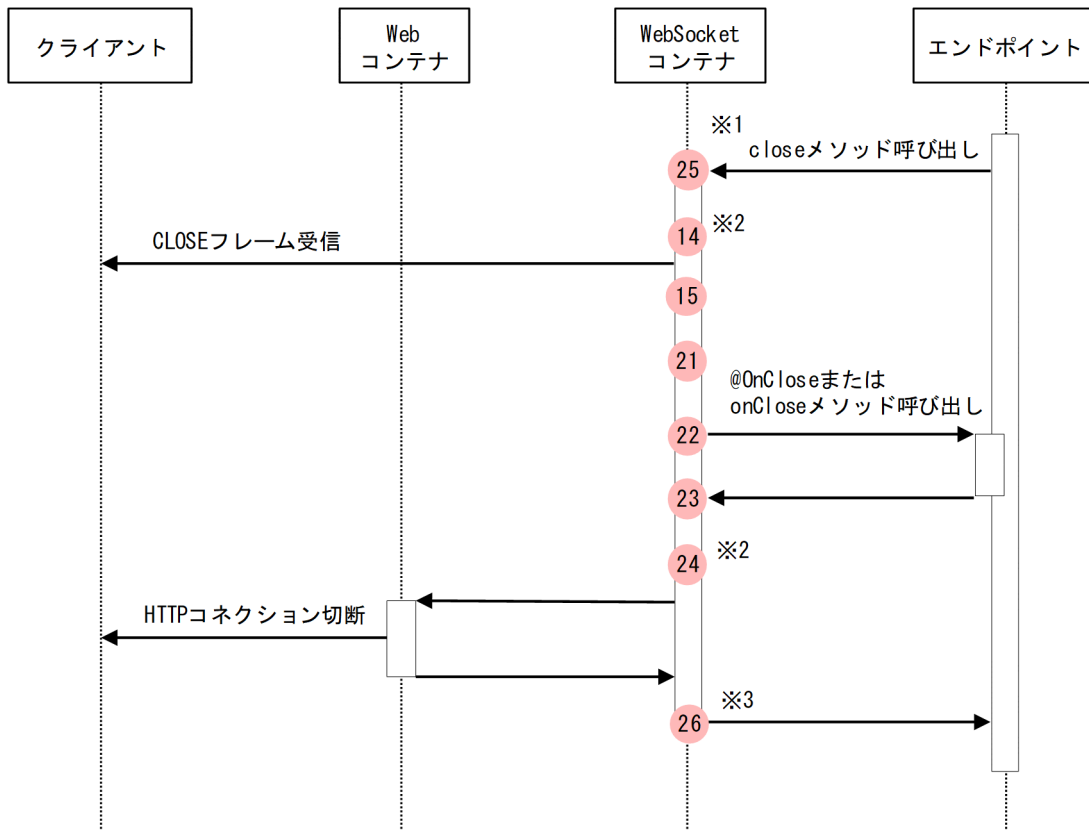 クライアント
Web
コンテナ
WebSocket
コンテナ
エンドポイント
※1
closeメソッド呼び出し
25
14
※2
CLOSEフレーム受信
15
21
@OnCloseまたは
onCloseメソッド呼び出し
22
23
※2
24
HTTPコネクション切断
※3
26